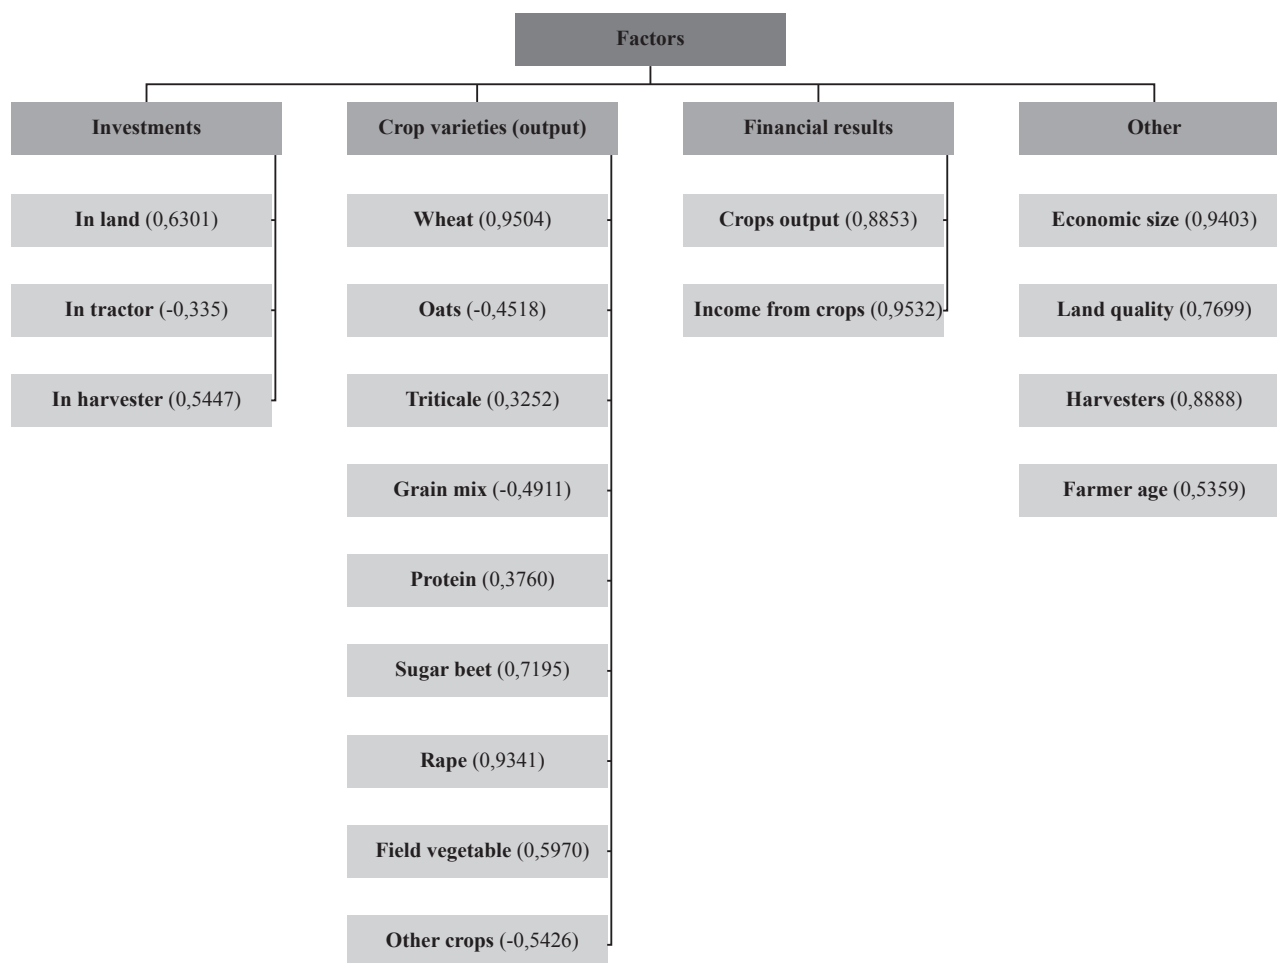 Factors
Investments
In land (0,6301)
In tractor (-0,335)
In harvester (0,5447)
Crop varieties (output)
Wheat (0,9504)
Oats (-0,4518)
Triticale (0,3252)
Grain mix (-0,4911)
Protein (0,3760)
Sugar beet (0,7195)
Rape (0,9341)
Field vegetable (0,5970)
Other crops (-0,5426)
Financial results
Crops output (0,8853)
Income from crops (0,9532)
Other
Economic size (0,9403)
Land quality (0,7699)
Harvesters (0,8888)
Farmer age (0,5359)